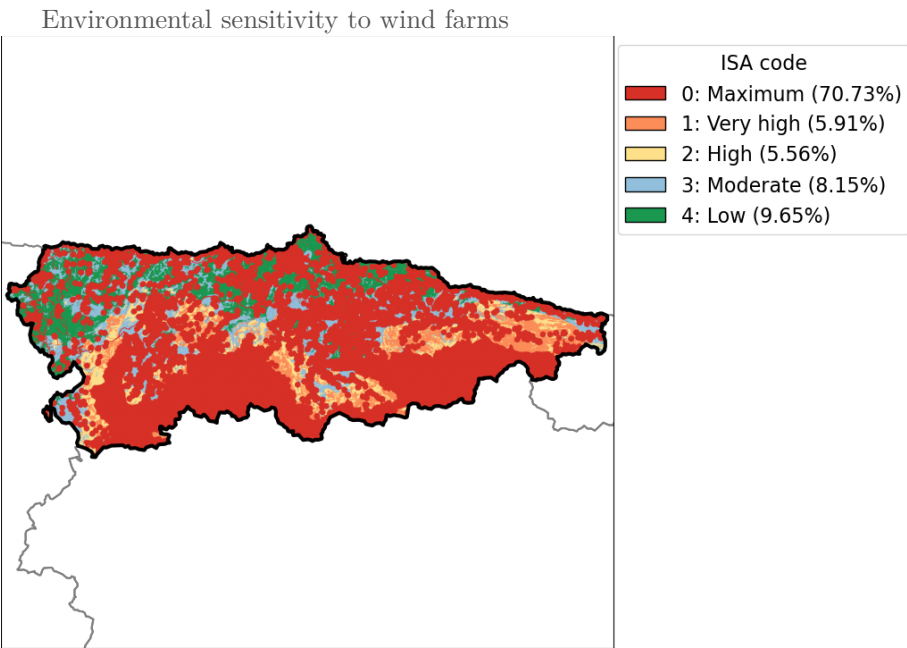 Environmental sensitivity to wind farms
ISA code
0: Maximum (70.73%)
1: Very high (5.91%)
2: High (5.56%)
3: Moderate (8.15%)
4: Low (9.65%)